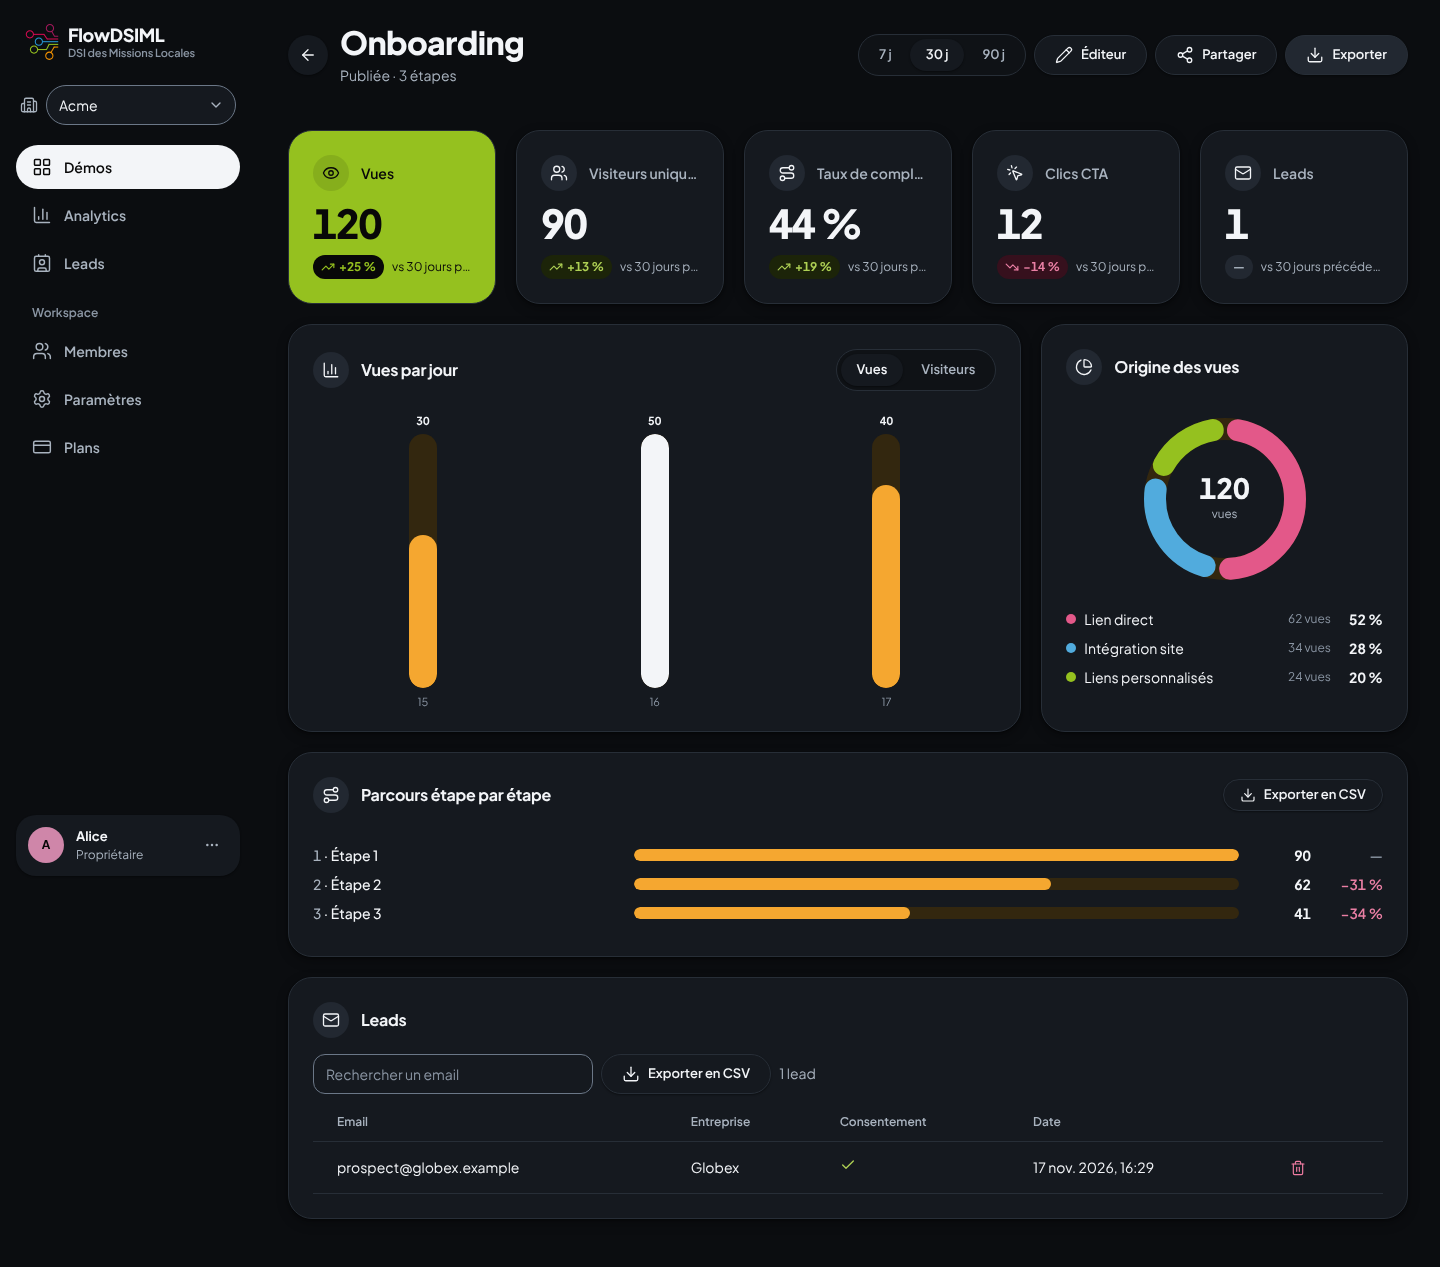 FlowDSIML
DSI des Missions Locales
Acme
Démos
Analytics
Leads
Workspace
Membres
Paramètres
Plans
A
Alice
Propriétaire
Onboarding
Publiée · 3 étapes
7 j
30 j
90 j
Éditeur
Partager
Exporter
Vues
120
+25 %
vs 30 jours p...
Visiteurs uniqu...
90
+13 %
vs 30 jours p...
Taux de compl...
44 %
+19 %
vs 30 jours p...
Clics CTA
12
−14 %
vs 30 jours p...
Leads
1
—
vs 30 jours précéde...
Vues par jour
Vues
Visiteurs
30
50
40
15
16
17
Origine des vues
120
vues
Lien direct 62 vues 52 %
Intégration site 34 vues 28 %
Liens personnalisés 24 vues 20 %
Parcours étape par étape
Exporter en CSV
1 · Étape 1 90 —
2 · Étape 2 62 −31 %
3 · Étape 3 41 −34 %
Leads
Rechercher un email
Exporter en CSV
1 lead
Email Entreprise Consentement Date
prospect@globex.example Globex 17 nov. 2026, 16:29